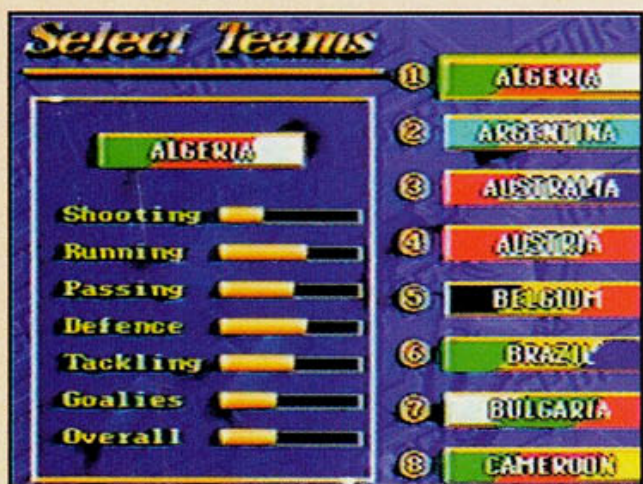 Select Teams
ALGERIA
Shooting
Running
Passing
Defence
Tackling
Goalies
Overall
1 ALGERIA
2 ARGENTINA
3 AUSTRALIA
4 AUSTRIA
5 BELGIUM
6 BRAZIL
7 BULGARIA
8 CAMEROON